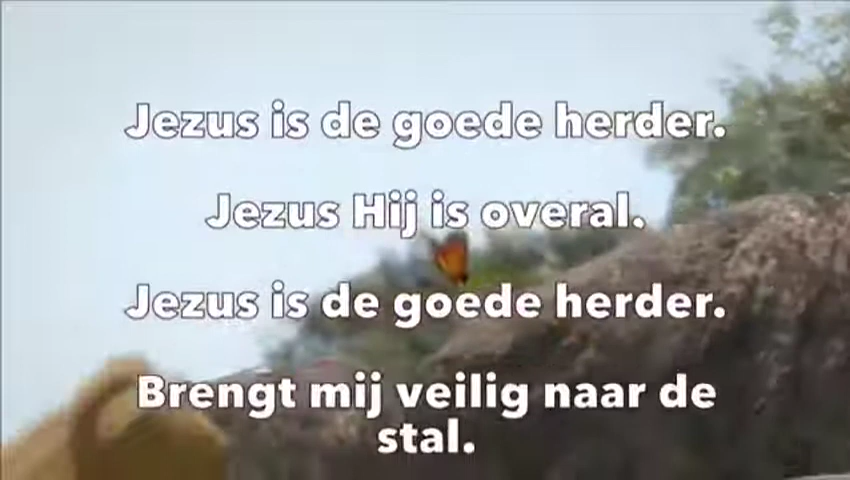 Jezus is de goede herder.
Jezus Hij is overal.
Jezus is de goede herder.
Brengt mij veilig naar de
stal.